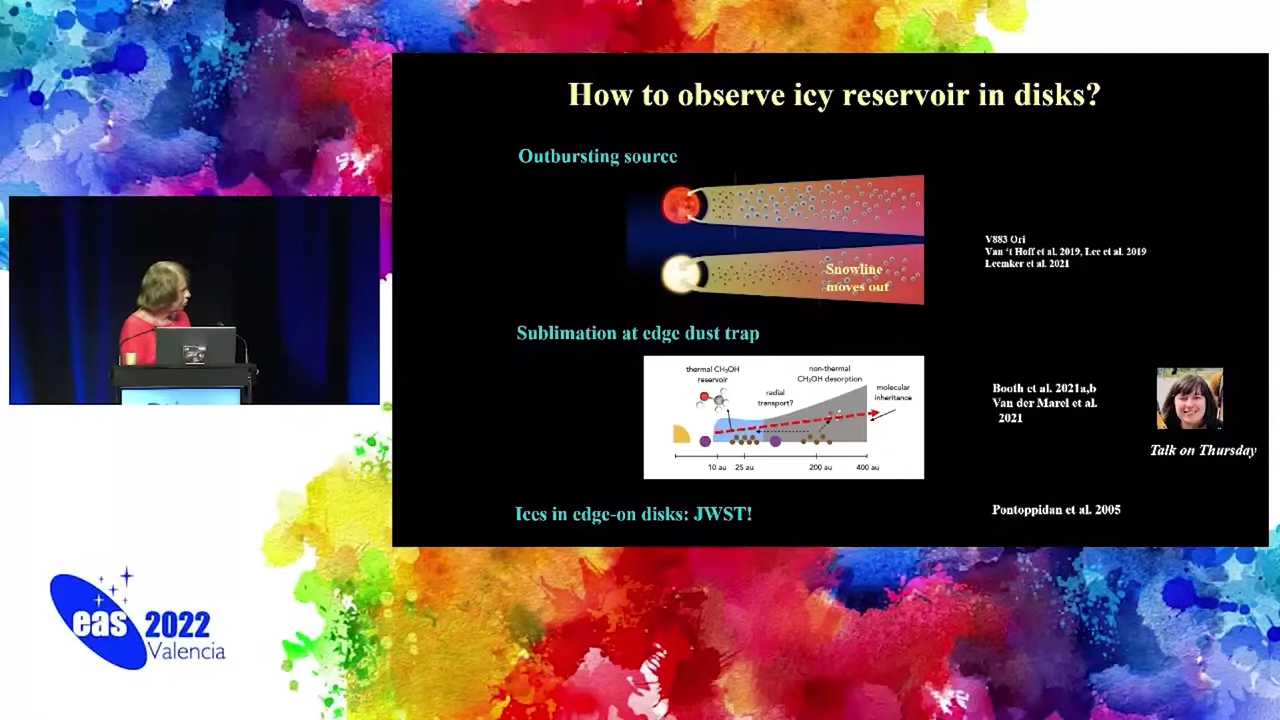 How to observe icy reservoir in disks?
Outbursting source
Snowline
moves out
V883 Ori
Van 't Hoff et al. 2019, Lee et al. 2019
Leemker et al. 2021
Sublimation at edge dust trap
thermal CH₃OH
reservoir
radial
transport?
non-thermal
CH₃OH desorption
molecular
inheritance
10 au
25 au
200 au
400 au
Booth et al. 2021a,b
Van der Marel et al.
2021
Talk on Thursday
Ices in edge-on disks: JWST!
Pontoppidan et al. 2005
eas 2022
Valencia